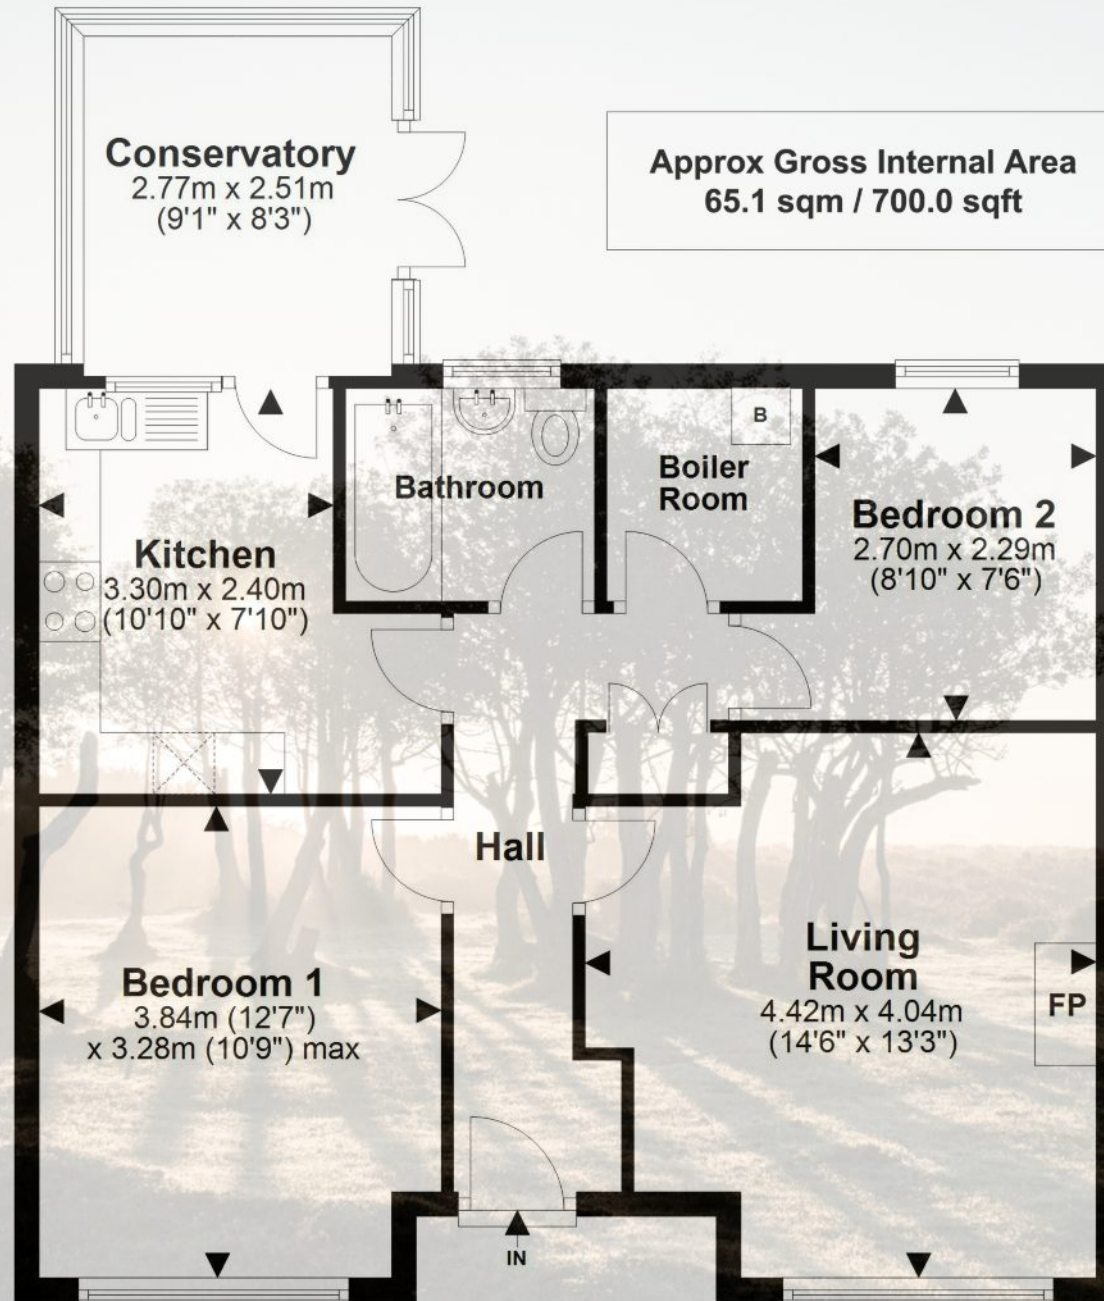 Conservatory
2.77m x 2.51m
(9'1" x 8'3")
Approx Gross Internal Area
65.1 sqm / 700.0 sqft
B
Bathroom
Boiler
Room
Bedroom 2
2.70m x 2.29m
(8'10" x 7'6")
Kitchen
3.30m x 2.40m
(10'10" x 7'10")
Hall
Living
Room
4.42m x 4.04m
(14'6" x 13'3")
FP
Bedroom 1
3.84m (12'7")
x 3.28m (10'9") max
IN